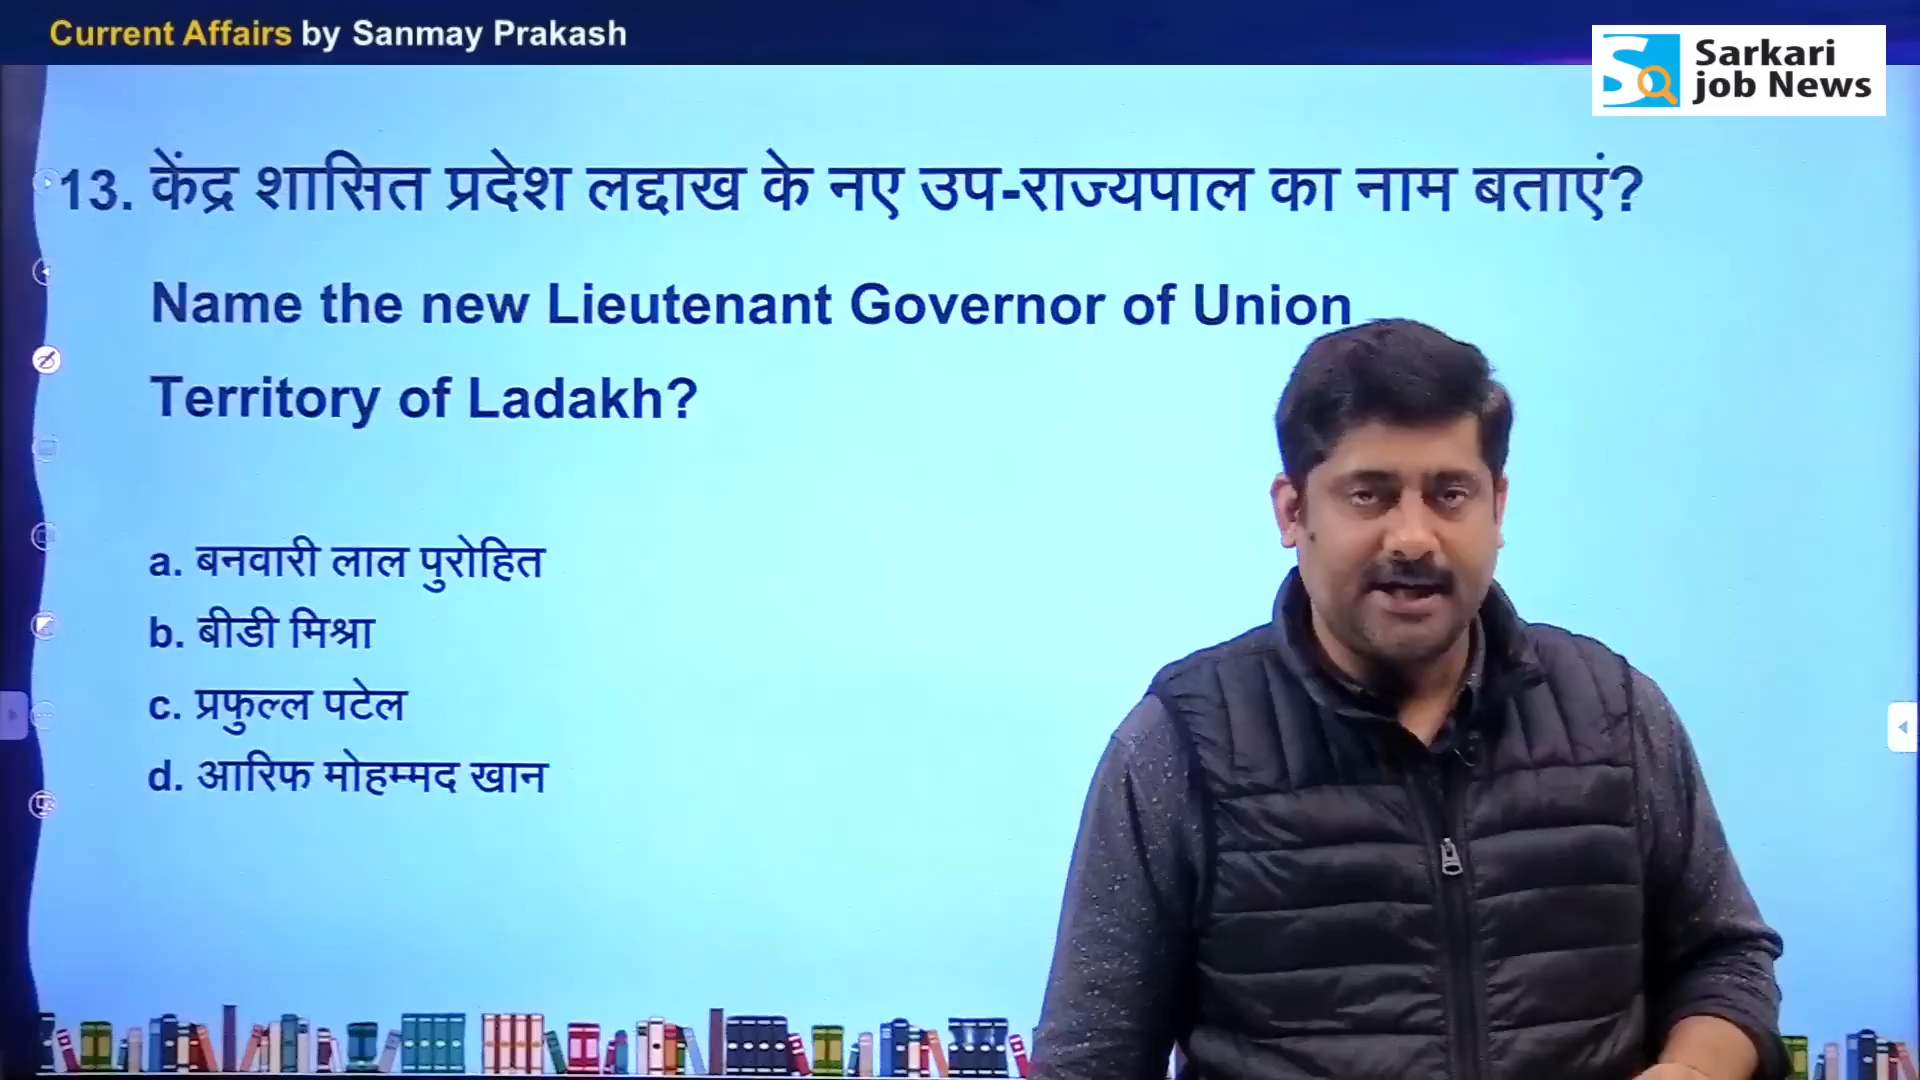 Current Affairs by Sanmay Prakash
Sarkari
job News
13. केंद्र शासित प्रदेश लद्दाख के नए उप-राज्यपाल का नाम बताएं?
Name the new Lieutenant Governor of Union
Territory of Ladakh?
a. बनवारी लाल पुरोहित
b. बीडी मिश्रा
c. प्रफुल्ल पटेल
d. आरिफ मोहम्मद खान